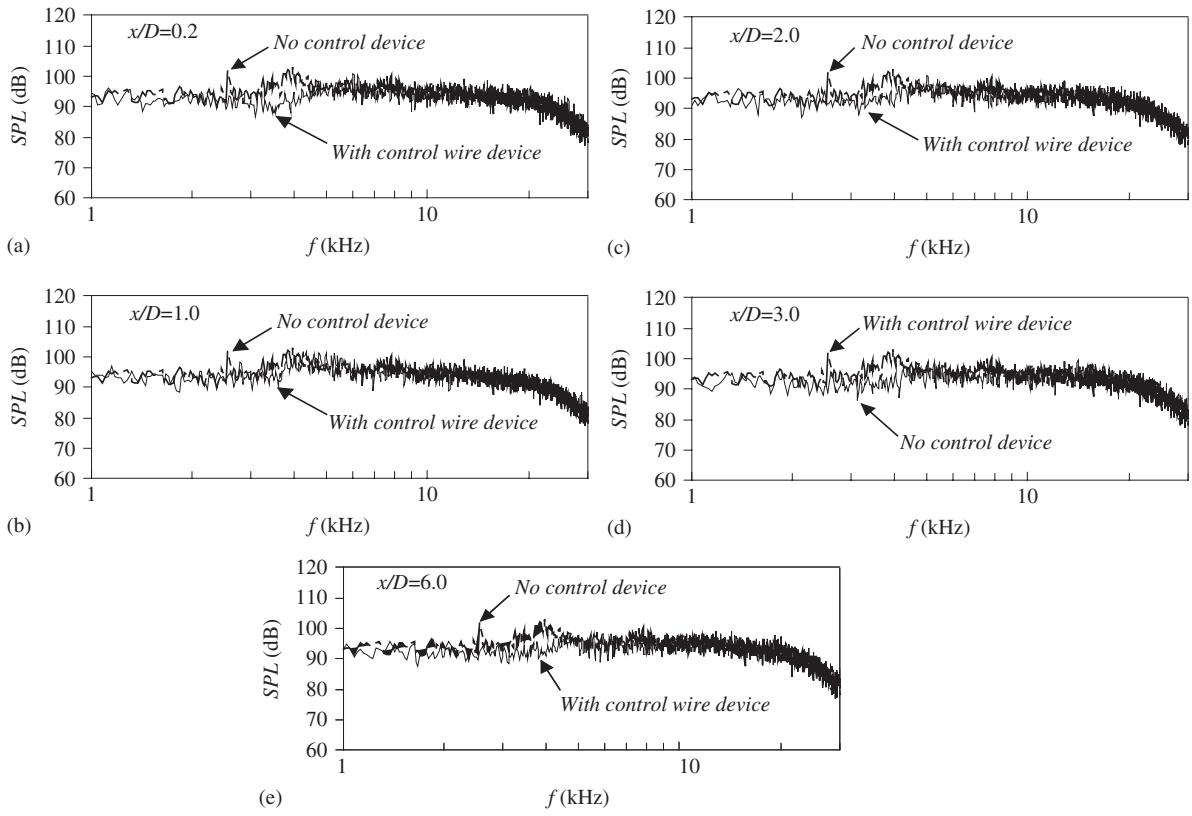 120
110
100
90
80
70
60
SPL (dB)
x/D=0.2
No control device
With control wire device
1
10
f (kHz)
(a)
120
110
100
90
80
70
60
SPL (dB)
x/D=2.0
No control device
With control wire device
1
10
f (kHz)
(c)
120
110
100
90
80
70
60
SPL (dB)
x/D=1.0
No control device
With control wire device
1
10
f (kHz)
(b)
120
110
100
90
80
70
60
SPL (dB)
x/D=3.0
With control wire device
No control device
1
10
f (kHz)
(d)
120
110
100
90
80
70
60
SPL (dB)
x/D=6.0
No control device
With control wire device
1
10
f (kHz)
(e)